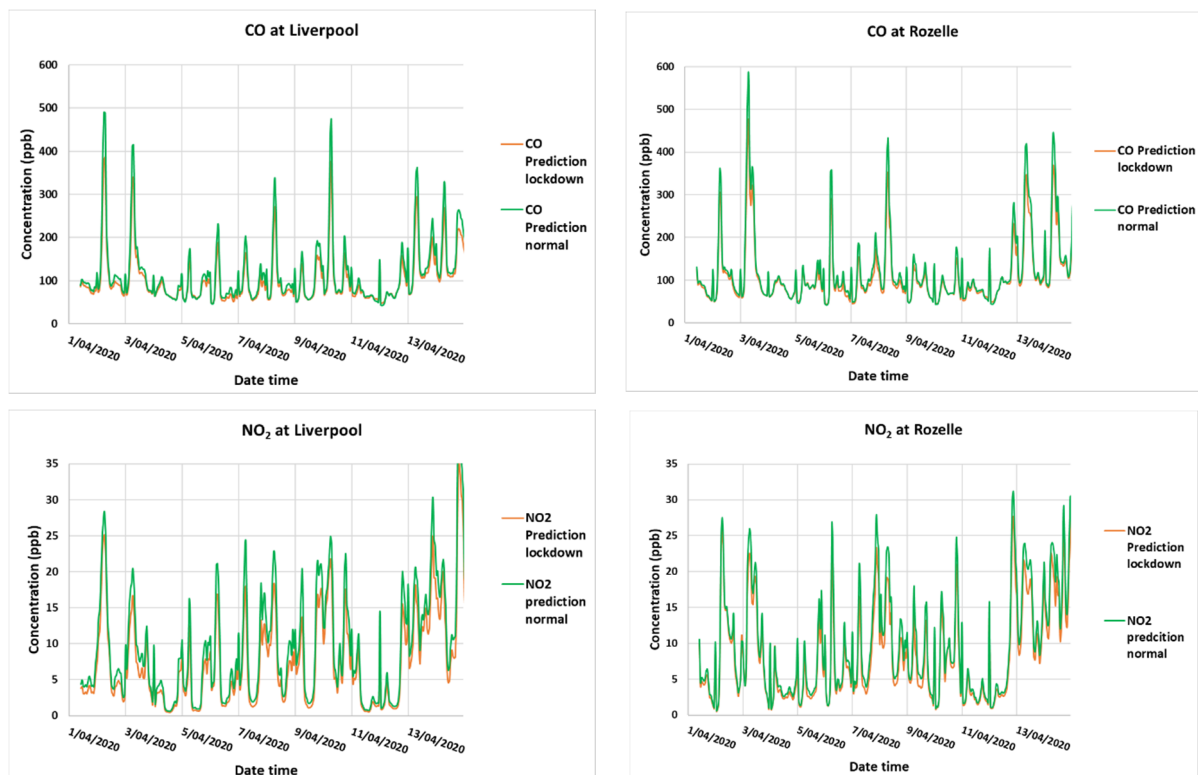 CO at Liverpool
600
500
400
300
200
100
0
Concentration (ppb)
1/04/2020
3/04/2020
5/04/2020
7/04/2020
9/04/2020
11/04/2020
13/04/2020
Date time
CO
Prediction
lockdown
CO
Prediction
normal
CO at Rozelle
600
500
400
300
200
100
0
Concentration (ppb)
1/04/2020
3/04/2020
5/04/2020
7/04/2020
9/04/2020
11/04/2020
13/04/2020
Date time
CO Prediction
lockdown
CO Prediction
normal
NO₂ at Liverpool
35
30
25
20
15
10
5
0
Concentration (ppb)
1/04/2020
3/04/2020
5/04/2020
7/04/2020
9/04/2020
11/04/2020
13/04/2020
Date time
NO2
Prediction
lockdown
NO2
prediction
normal
NO₂ at Rozelle
35
30
25
20
15
10
5
0
Concentration (ppb)
1/04/2020
3/04/2020
5/04/2020
7/04/2020
9/04/2020
11/04/2020
13/04/2020
Date time
NO2
Prediction
lockdown
NO2
predcition
normal